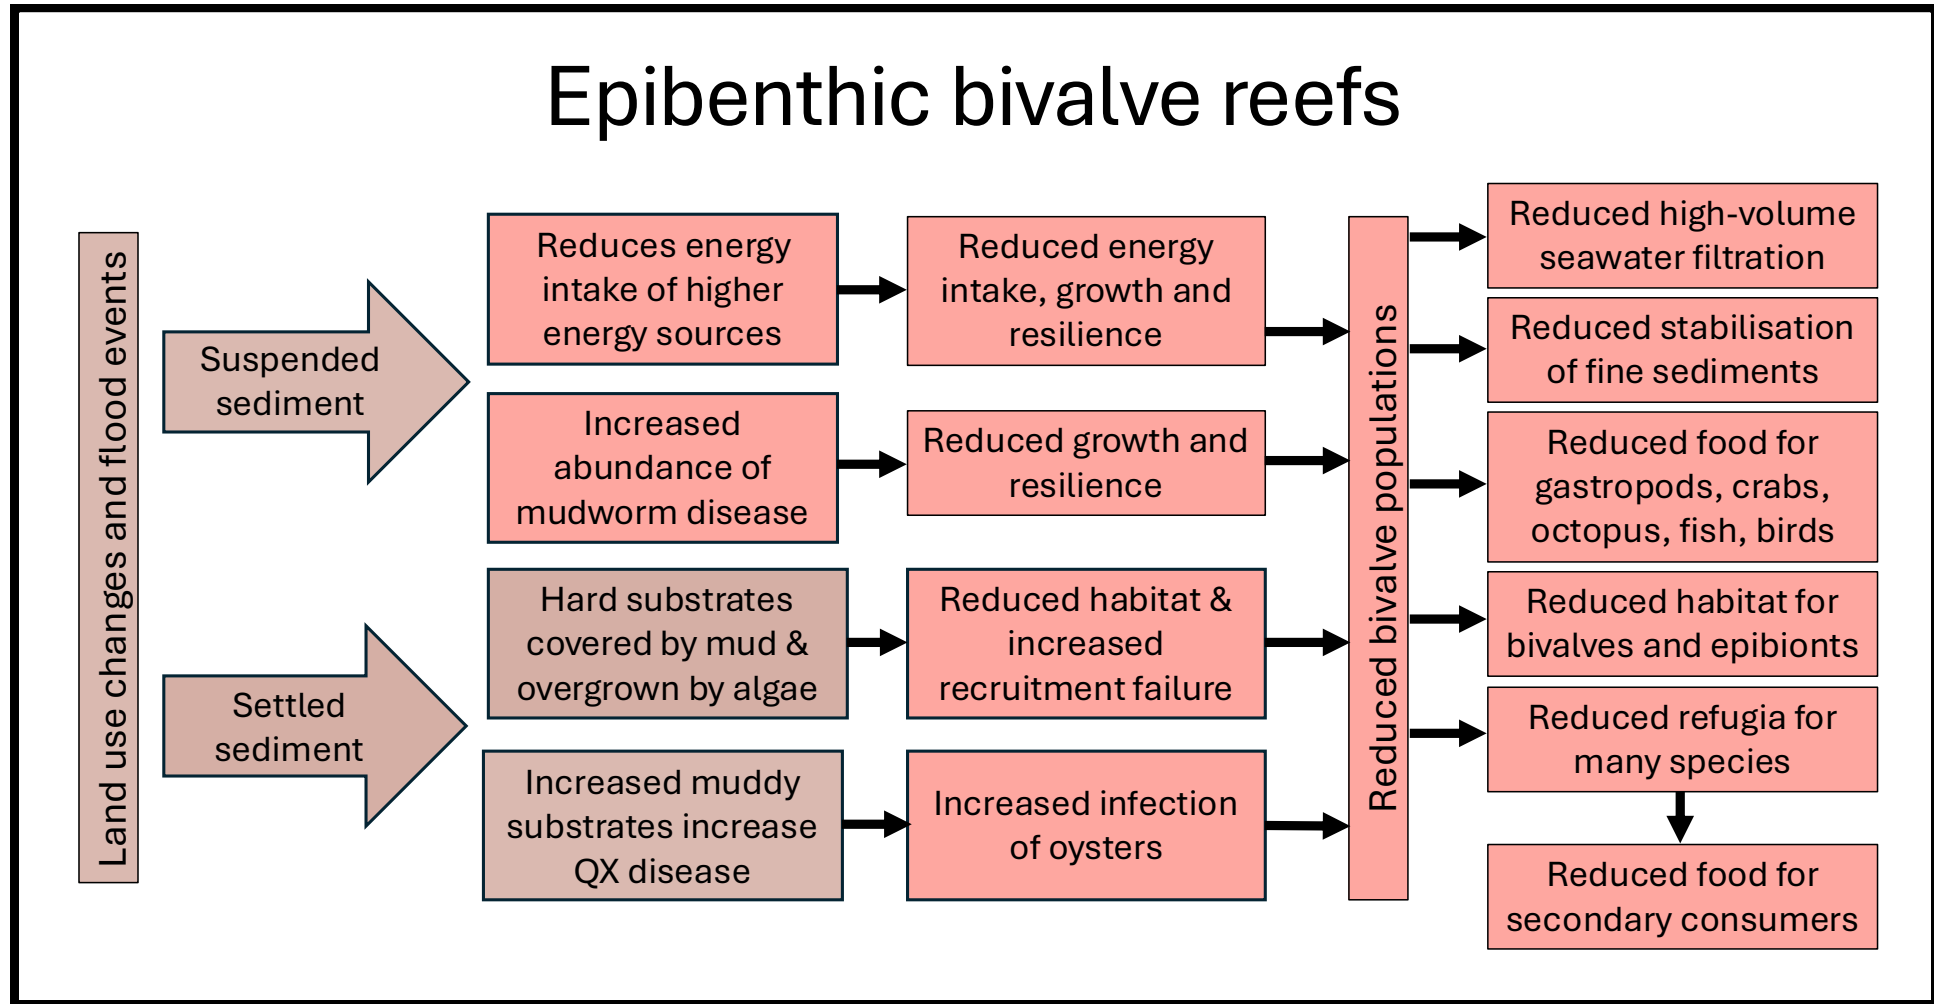 Epibenthic bivalve reefs
Land use changes and flood events
Suspended
sediment
Settled
sediment
Reduces energy
intake of higher
energy sources
Increased
abundance of
mudworm disease
Hard substrates
covered by mud &
overgrown by algae
Increased muddy
substrates increase
QX disease
Reduced energy
intake, growth and
resilience
Reduced growth and
resilience
Reduced habitat &
increased
recruitment failure
Increased infection
of oysters
Reduced bivalve populations
Reduced high-volume
seawater filtration
Reduced stabilisation
of fine sediments
Reduced food for
gastropods, crabs,
octopus, fish, birds
Reduced habitat for
bivalves and epibionts
Reduced refugia for
many species
Reduced food for
secondary consumers